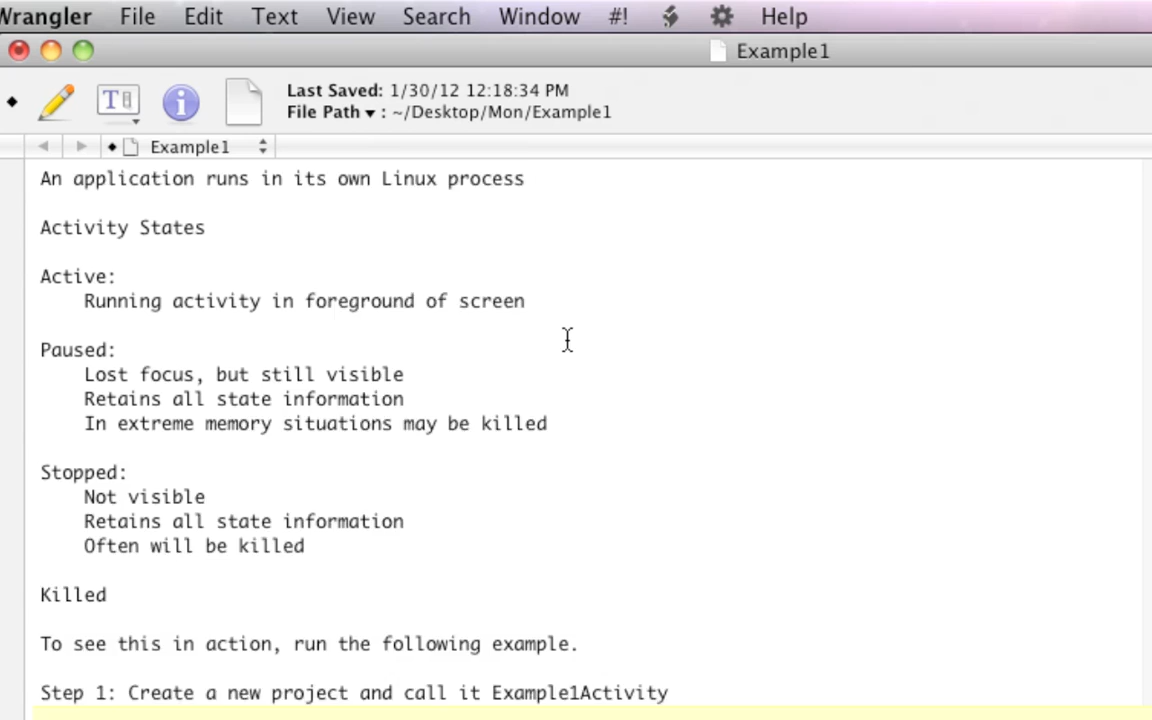 Wrangler File Edit Text View Search Window #! Help
Example1
Last Saved: 1/30/12 12:18:34 PM
File Path ▾ : ~/Desktop/Mon/Example1
Example1
An application runs in its own Linux process
Activity States
Active:
Running activity in foreground of screen
Paused:
Lost focus, but still visible
Retains all state information
In extreme memory situations may be killed
Stopped:
Not visible
Retains all state information
Often will be killed
Killed
To see this in action, run the following example.
Step 1: Create a new project and call it Example1Activity